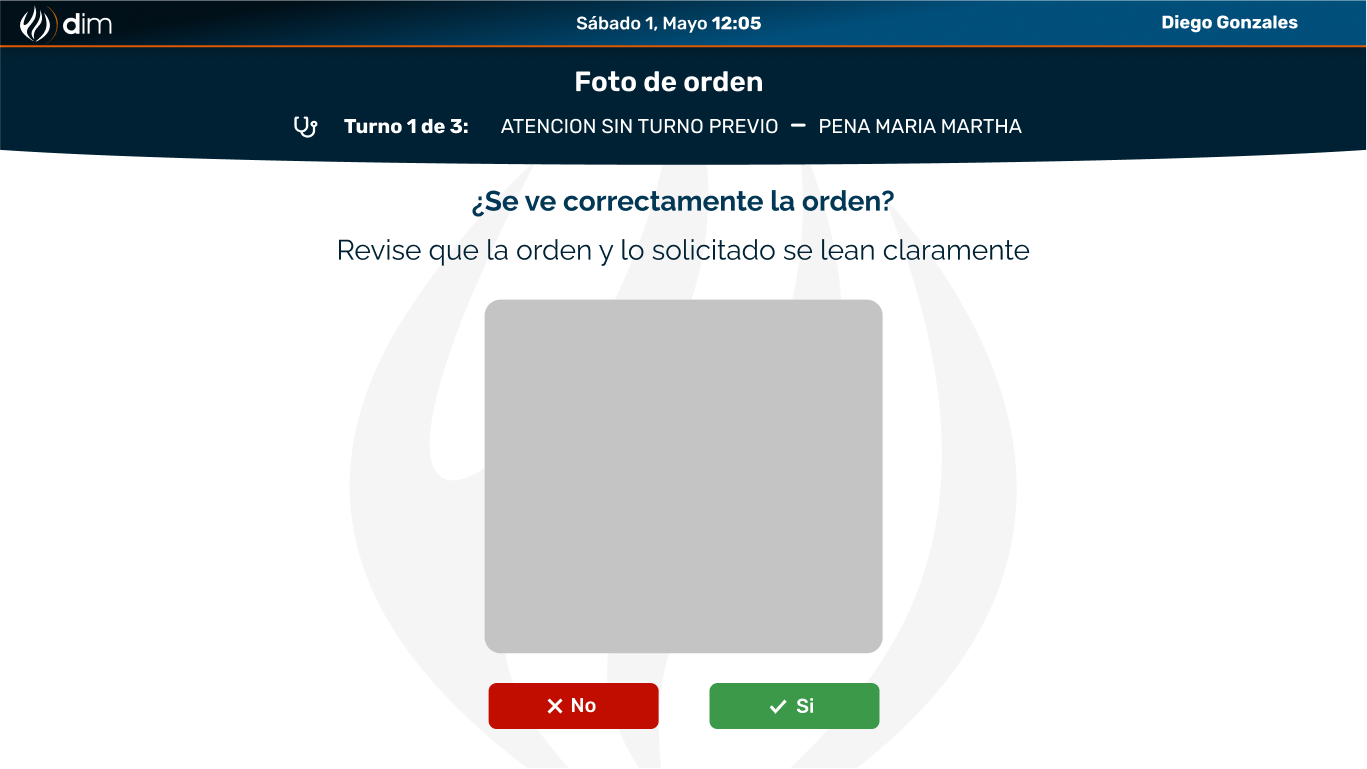 dim
Sábado 1, Mayo 12:05
Diego Gonzales
Foto de orden
Turno 1 de 3: ATENCION SIN TURNO PREVIO – PENA MARIA MARTHA
¿Se ve correctamente la orden?
Revise que la orden y lo solicitado se lean claramente
No
Si